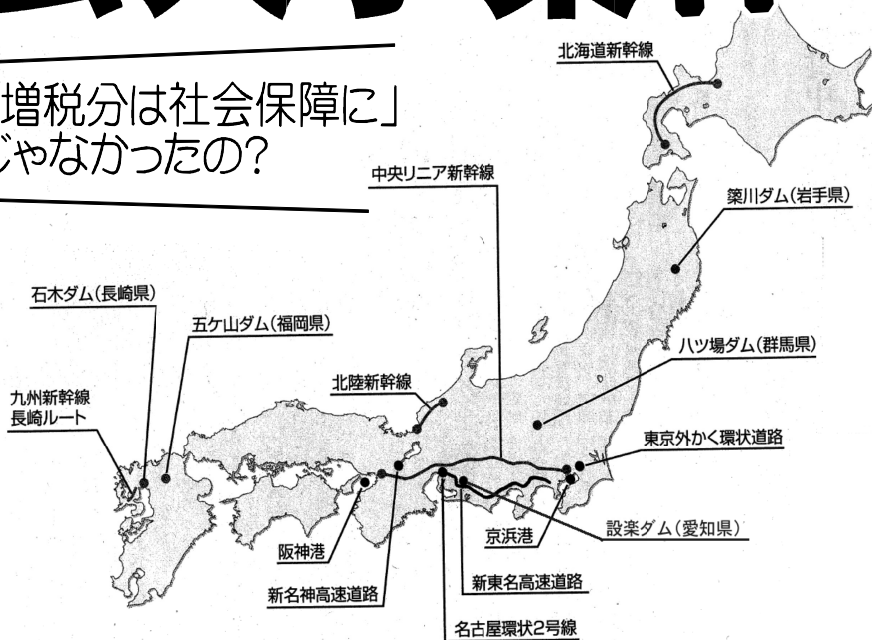 増税分は社会保障に」
じゃなかったの?
北海道新幹線
中央リニア新幹線
簗川ダム(岩手県)
石木ダム(長崎県)
五ケ山ダム(福岡県)
八ツ場ダム(群馬県)
北陸新幹線
九州新幹線
長崎ルート
東京外かく環状道路
設楽ダム(愛知県)
京浜港
阪神港
新東名高速道路
新名神高速道路
名古屋環状2号線